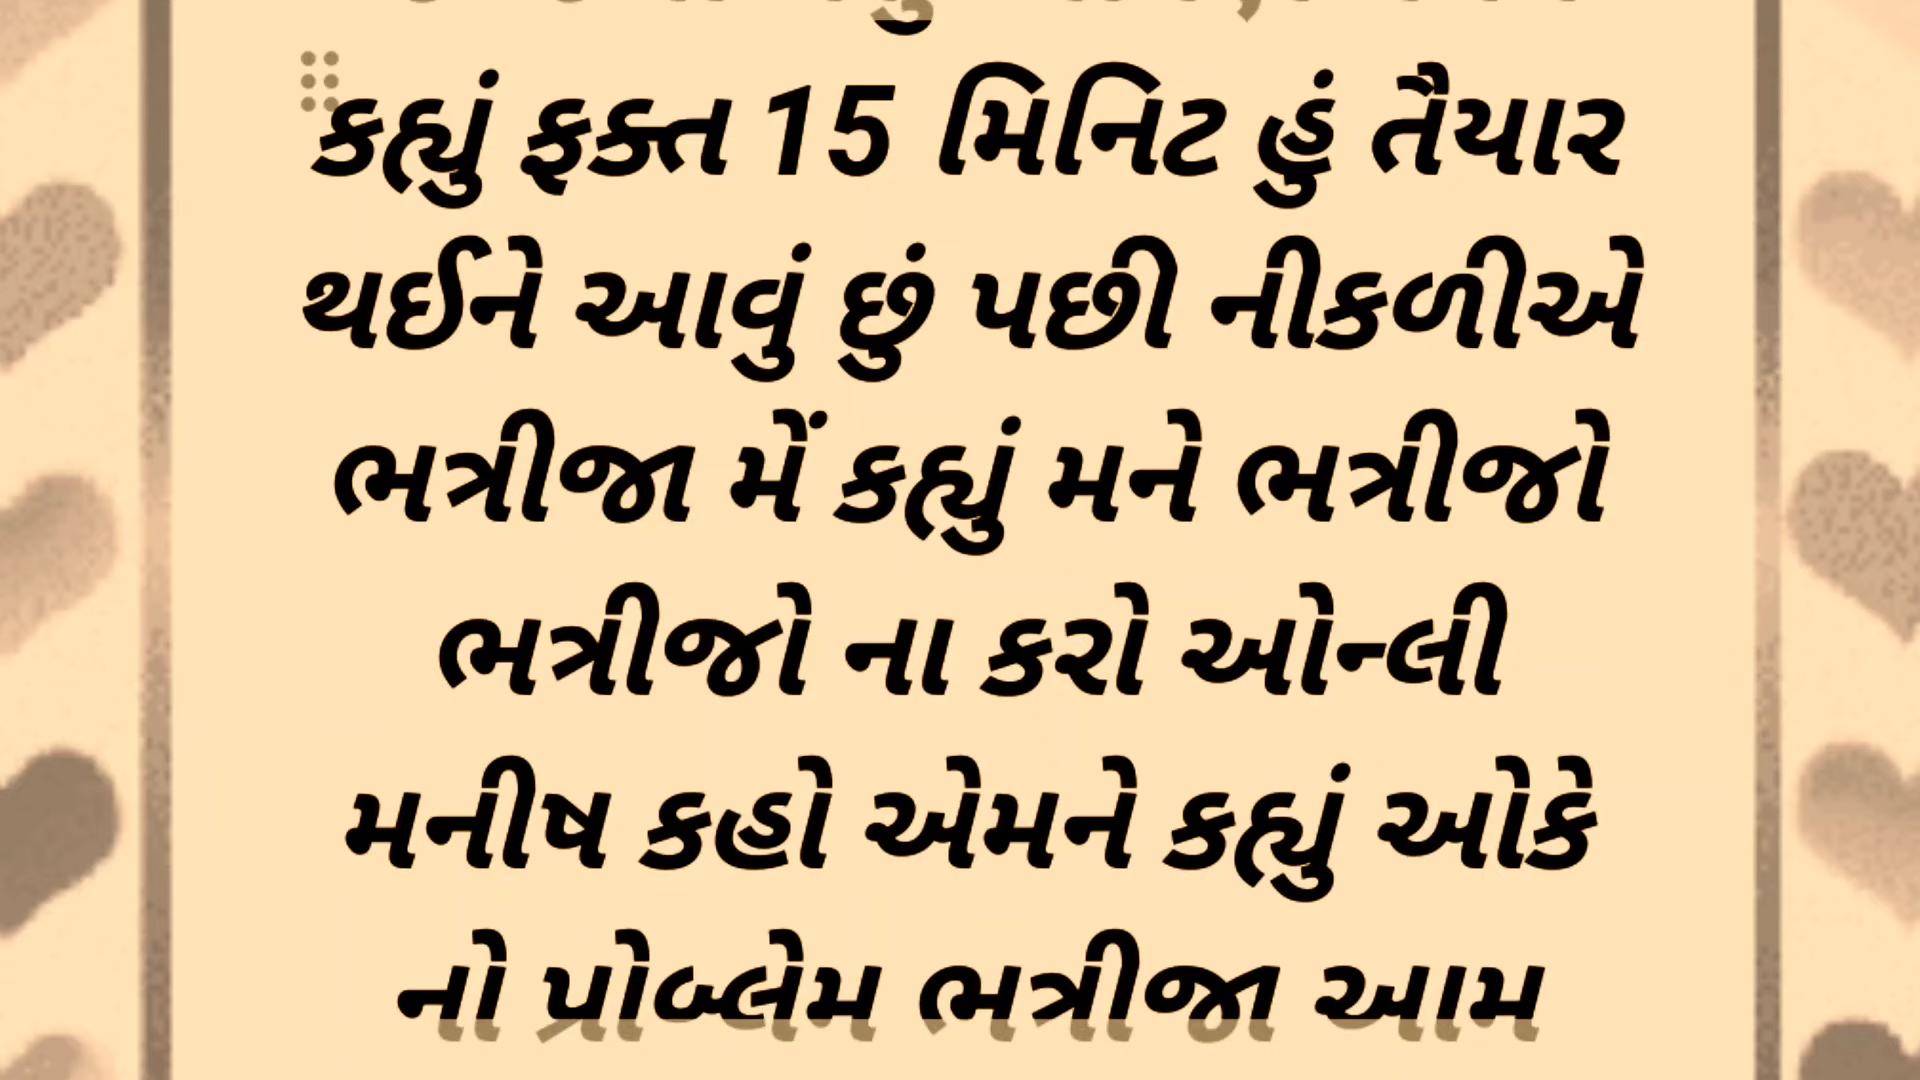 કહ્યું ફક્ત 15 મિનિટ હું તૈયાર
થઈને આવું છું પછી નીકળીએ
ભત્રીજા મેં કહ્યું મને ભત્રીજો
ભત્રીજો ના કરો ઓન્લી
મનીષ કહો એમને કહ્યું ઓકે
નો પ્રોબ્લેમ ભત્રીજા આમ